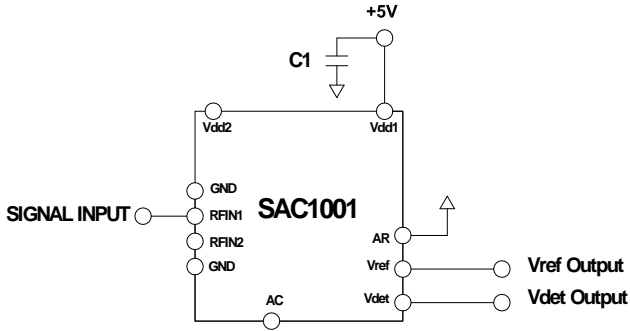 +5V
C1
Vdd2
Vdd1
GND
SIGNAL INPUT
RFIN1
SAC1001
RFIN2
AR
GND
Vref
Vref Output
AC
Vdet
Vdet Output